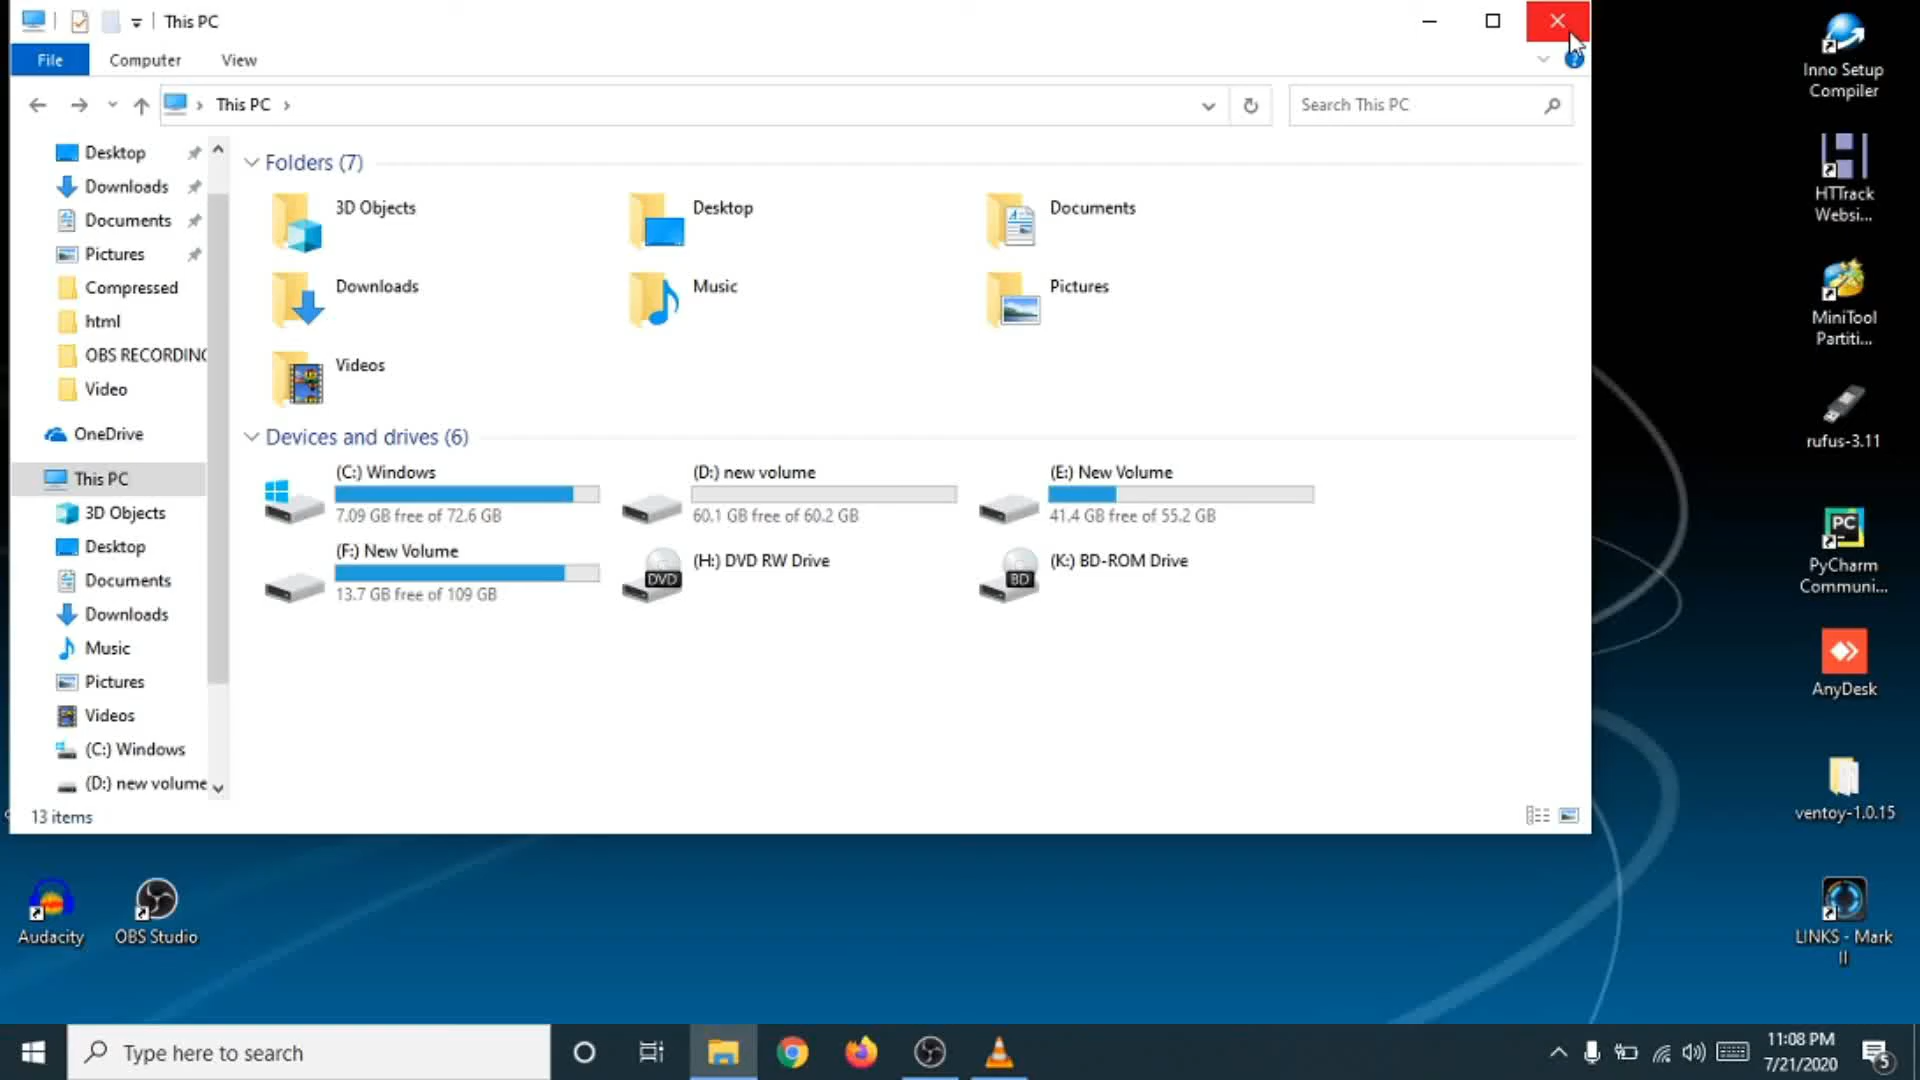 This PC
File
Computer
View
This PC
Search This PC
Desktop
Downloads
Documents
Pictures
Compressed
html
OBS RECORDING
Video
OneDrive
This PC
3D Objects
Desktop
Documents
Downloads
Music
Pictures
Videos
(C:) Windows
(D:) new volume
Folders (7)
3D Objects
Desktop
Documents
Downloads
Music
Pictures
Videos
Devices and drives (6)
(C:) Windows
7.09 GB free of 72.6 GB
(D:) new volume
60.1 GB free of 60.2 GB
(E:) New Volume
41.4 GB free of 55.2 GB
(F:) New Volume
13.7 GB free of 109 GB
DVD
(H:) DVD RW Drive
BD
(K:) BD-ROM Drive
13 items
Inno Setup
Compiler
HTTrack
Websi...
MiniTool
Partiti...
rufus-3.11
PC
PyCharm
Communi...
AnyDesk
ventoy-1.0.15
LINKS - Mark
II
Audacity
OBS Studio
Type here to search
11:08 PM
7/21/2020
5